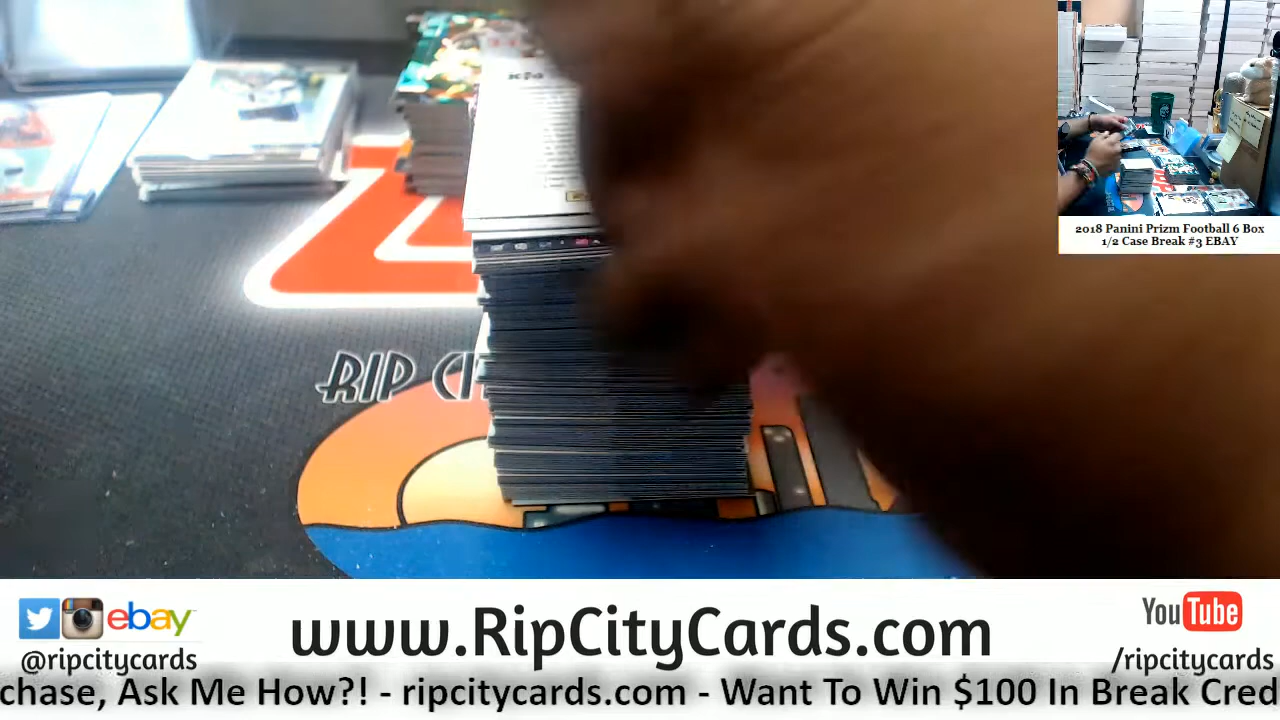 2018 Panini Prizm Football 6 Box
1/2 Case Break #3 EBAY
RIP CI
ebay
www.RipCityCards.com
YouTube
@ripcitycards
/ripcitycards
chase, Ask Me How?! - ripcitycards.com - Want To Win $100 In Break Cred